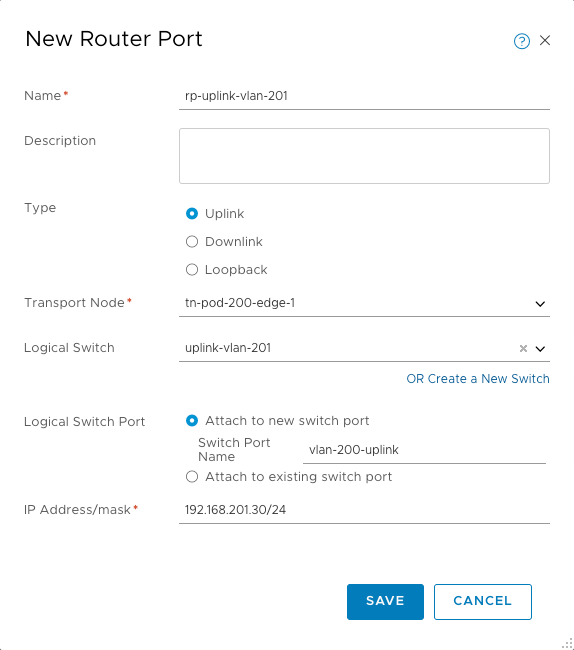 New Router Port
?
Name* rp-uplink-vlan-201
Description
Type
Uplink
Downlink
Loopback
Transport Node* tn-pod-200-edge-1
Logical Switch uplink-vlan-201
OR Create a New Switch
Logical Switch Port Attach to new switch port
Switch Port
Name
vlan-200-uplink
Attach to existing switch port
IP Address/mask* 192.168.201.30/24
SAVE CANCEL